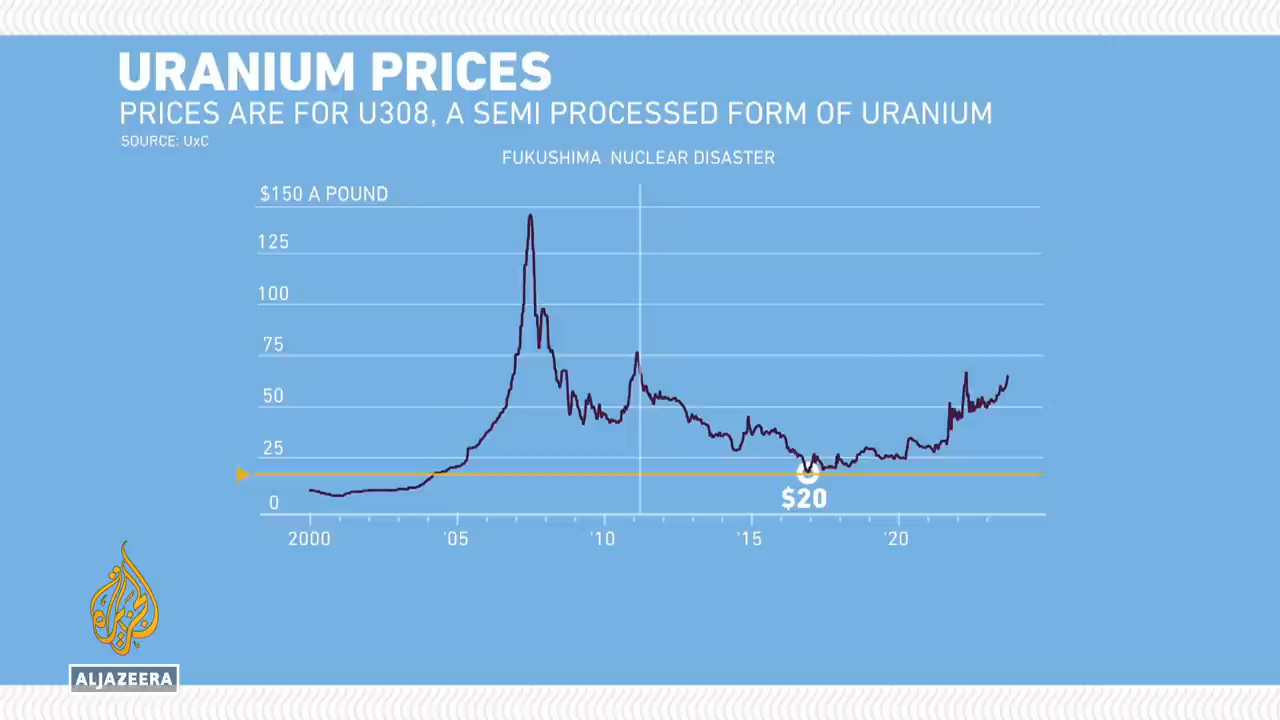 URANIUM PRICES
PRICES ARE FOR U308, A SEMI PROCESSED FORM OF URANIUM
SOURCE: UxC
FUKUSHIMA NUCLEAR DISASTER
$150 A POUND
125
100
75
50
25
0
$20
2000 '05 '10 '15 '20
الجزيرة
ALJAZEERA